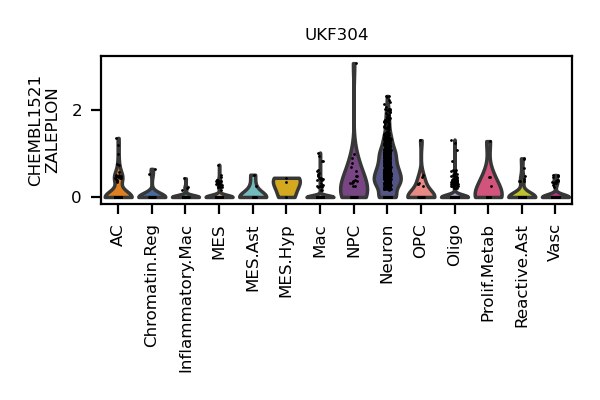 UKF304
CHEMBL1521
ZALEPLON
2
0
AC
Chromatin.Reg
Inflammatory.Mac
MES
MES.Ast
MES.Hyp
Mac
NPC
Neuron
OPC
Oligo
Prolif.Metab
Reactive.Ast
Vasc